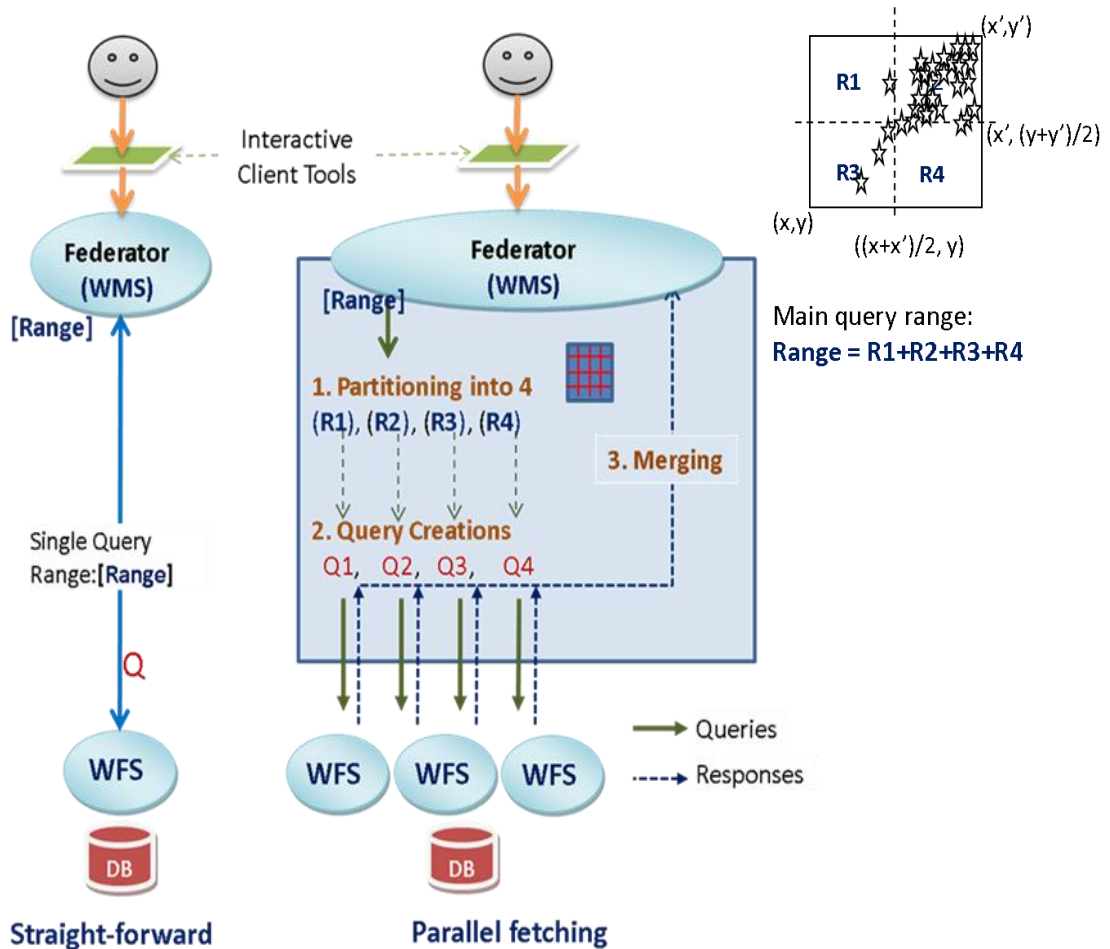 Interactive
Client Tools
Federator
(WMS)
[Range]
Single Query
Range:[Range]
Q
WFS
DB
Straight-forward
Federator
(WMS)
[Range]
1. Partitioning into 4
(R1), (R2), (R3), (R4)
3. Merging
2. Query Creations
Q1, Q2, Q3, Q4
WFS
WFS
WFS
DB
Parallel fetching
Queries
Responses
(x',y')
R1
(x', (y+y')/2)
R3
R4
(x,y)
((x+x')/2, y)
Main query range:
Range = R1+R2+R3+R4